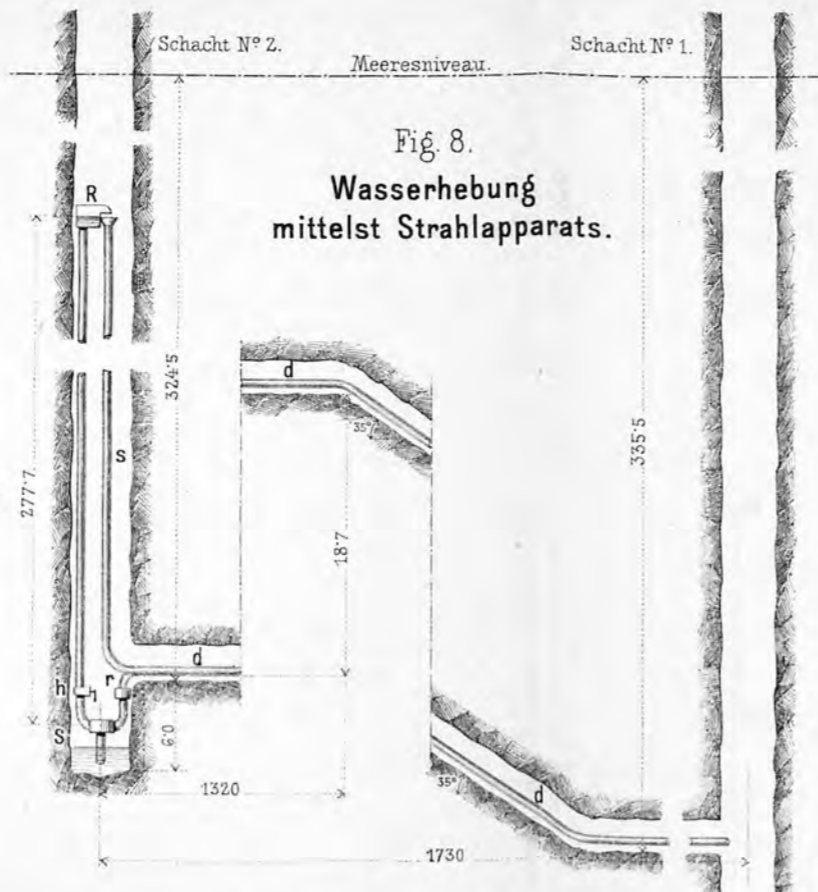 Schacht Nº 2.
Schacht Nº 1.
Meeresniveau.
Fig. 8.
Wasserhebung
mittelst Strahlapparats.
R
324·5
d
35°
335·5
s
277·7
18·7
d
h
h
r
S
6·0
35°
d
1320
1730